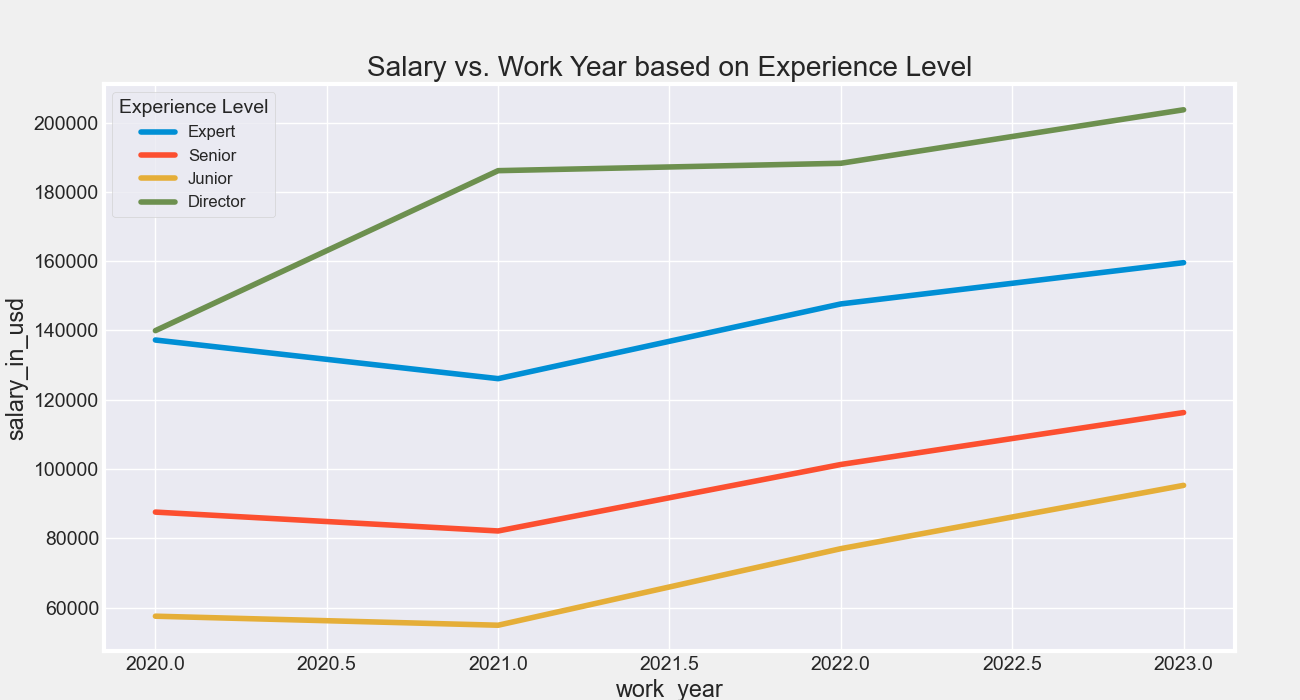 Salary vs. Work Year based on Experience Level
Experience Level
Expert
Senior
Junior
Director
200000
180000
160000
140000
120000
100000
80000
60000
salary_in_usd
2020.0 2020.5 2021.0 2021.5 2022.0 2022.5 2023.0
work_year